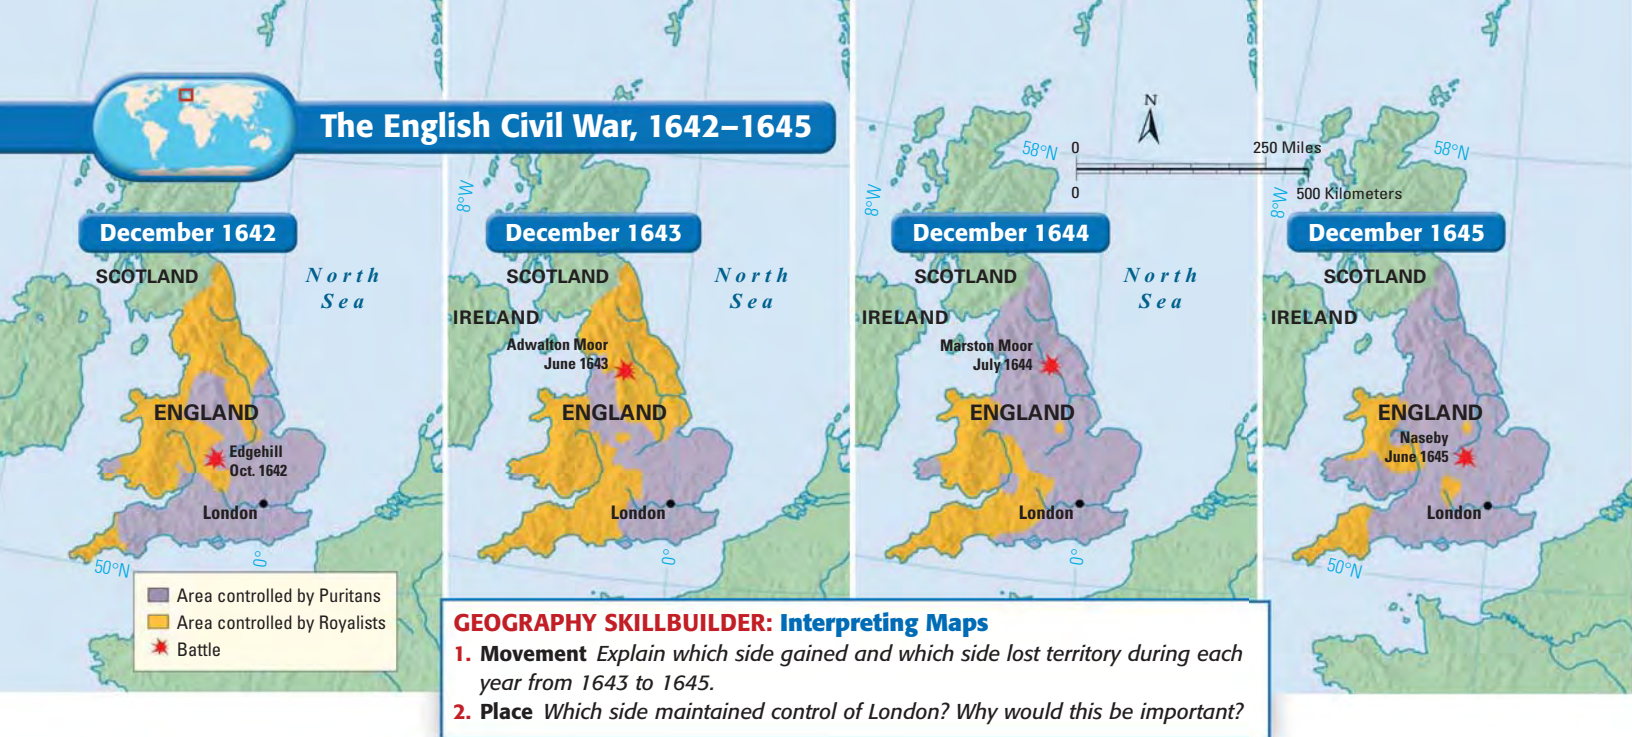 The English Civil War, 1642–1645
December 1642
SCOTLAND
North
Sea
ENGLAND
Edgehill
Oct. 1642
London
50°N
0°
Area controlled by Puritans
Area controlled by Royalists
Battle
8°W
December 1643
SCOTLAND
North
Sea
IRELAND
Adwalton Moor
June 1643
ENGLAND
London
0°
N
58°N
0
250 Miles
0
500 Kilometers
8°W
December 1644
SCOTLAND
North
Sea
IRELAND
Marston Moor
July 1644
ENGLAND
London
0°
58°N
8°W
December 1645
SCOTLAND
IRELAND
ENGLAND
Naseby
June 1645
London
50°N
GEOGRAPHY SKILLBUILDER: Interpreting Maps
1. Movement Explain which side gained and which side lost territory during each
year from 1643 to 1645.
2. Place Which side maintained control of London? Why would this be important?